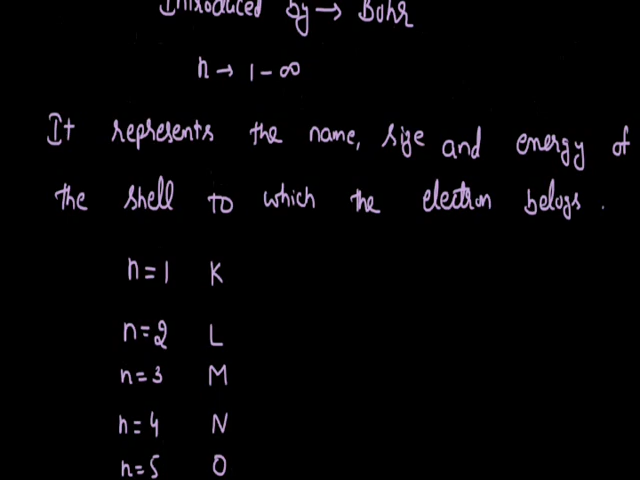 Introduced by → Bohr
n → 1 - ∞
It represents the name, size and energy of
the shell to which the electron belogs .
n = 1 K
n = 2 L
n = 3 M
n = 4 N
n = 5 O